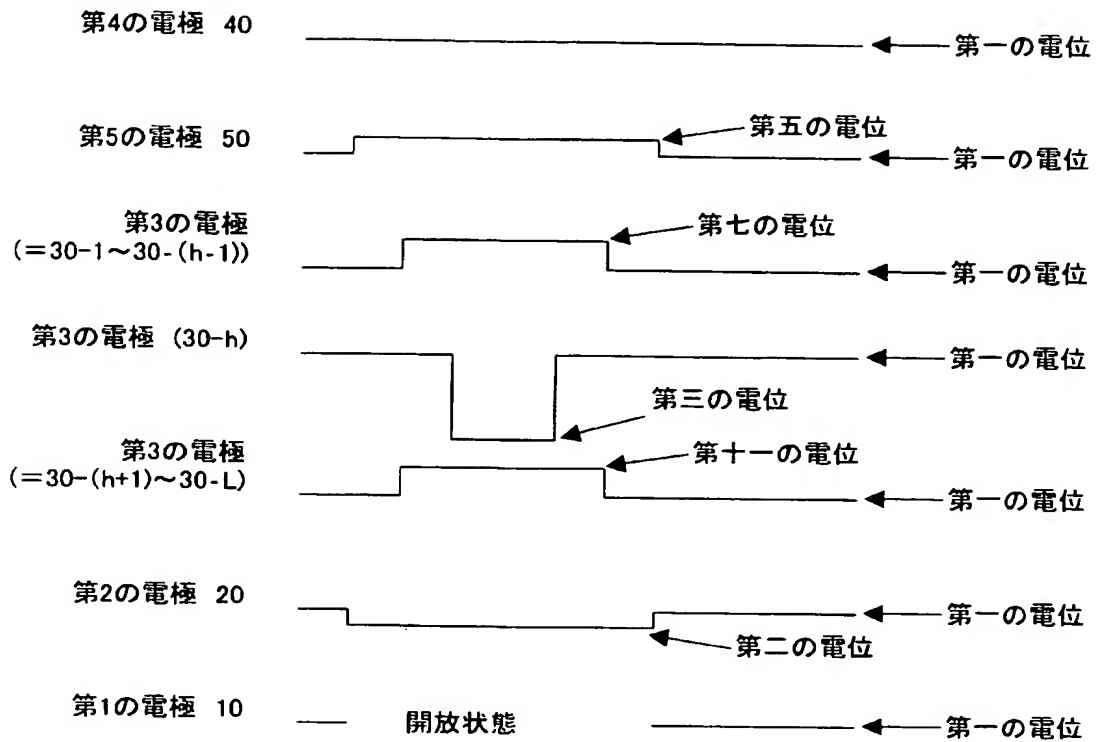 第4の電極 40
第一の電位
第5の電極 50
第五の電位
第一の電位
第3の電極
(=30-1~30-(h-1))
第七の電位
第一の電位
第3の電極 (30-h)
第一の電位
第三の電位
第3の電極
(=30-(h+1)~30-L)
第十一の電位
第一の電位
第2の電極 20
第一の電位
第二の電位
第1の電極 10
開放状態
第一の電位